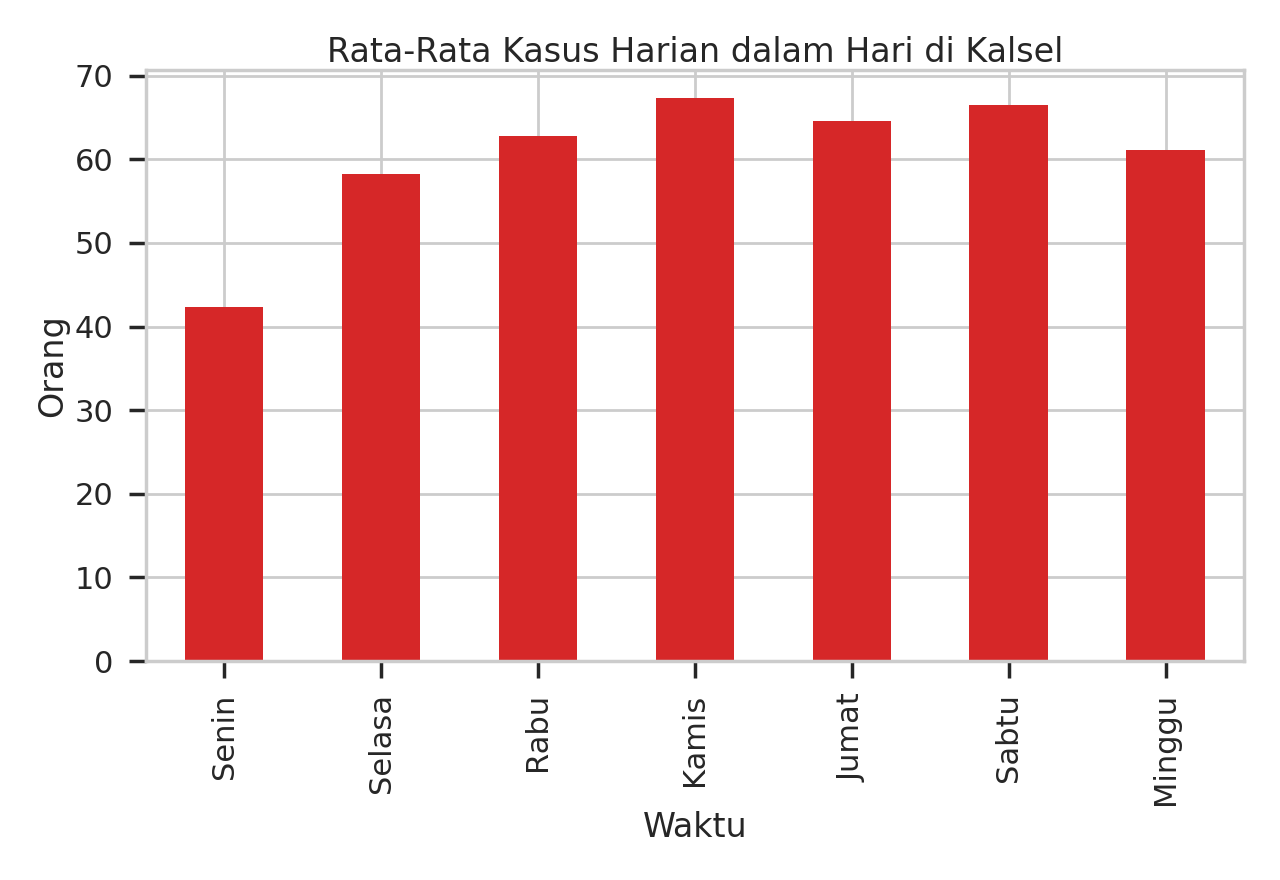 Rata-Rata Kasus Harian dalam Hari di Kalsel
70
60
50
40
30
20
10
0
Orang
Senin
Selasa
Rabu
Kamis
Jumat
Sabtu
Minggu
Waktu